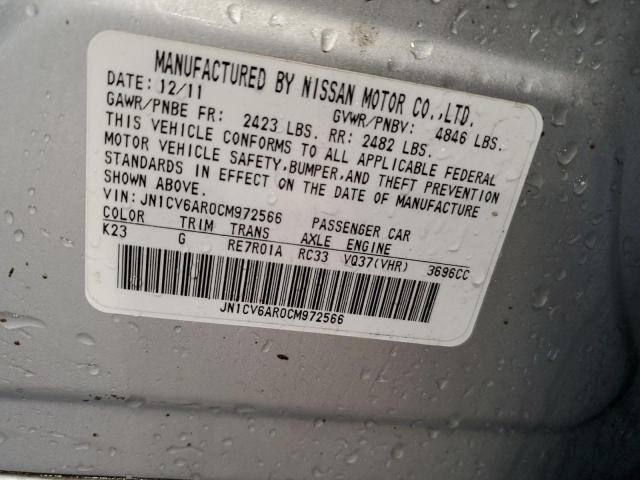 MANUFACTURED BY NISSAN MOTOR CO.,LTD.
DATE: 12/11 GVWR/PNBV: 4846 LBS.
GAWR/PNBE FR: 2423 LBS. RR: 2482 LBS.
THIS VEHICLE CONFORMS TO ALL APPLICABLE FEDERAL
MOTOR VEHICLE SAFETY,BUMPER,AND THEFT PREVENTION
STANDARDS IN EFFECT ON THE DATE OF MANUFACTURE
SHOWN ABOVE.
VIN: JN1CV6AR0CM972566 PASSENGER CAR
COLOR TRIM TRANS AXLE ENGINE
K23 G RE7R01A RC33 VQ37(VHR) 3696CC
JN1CV6AR0CM972566